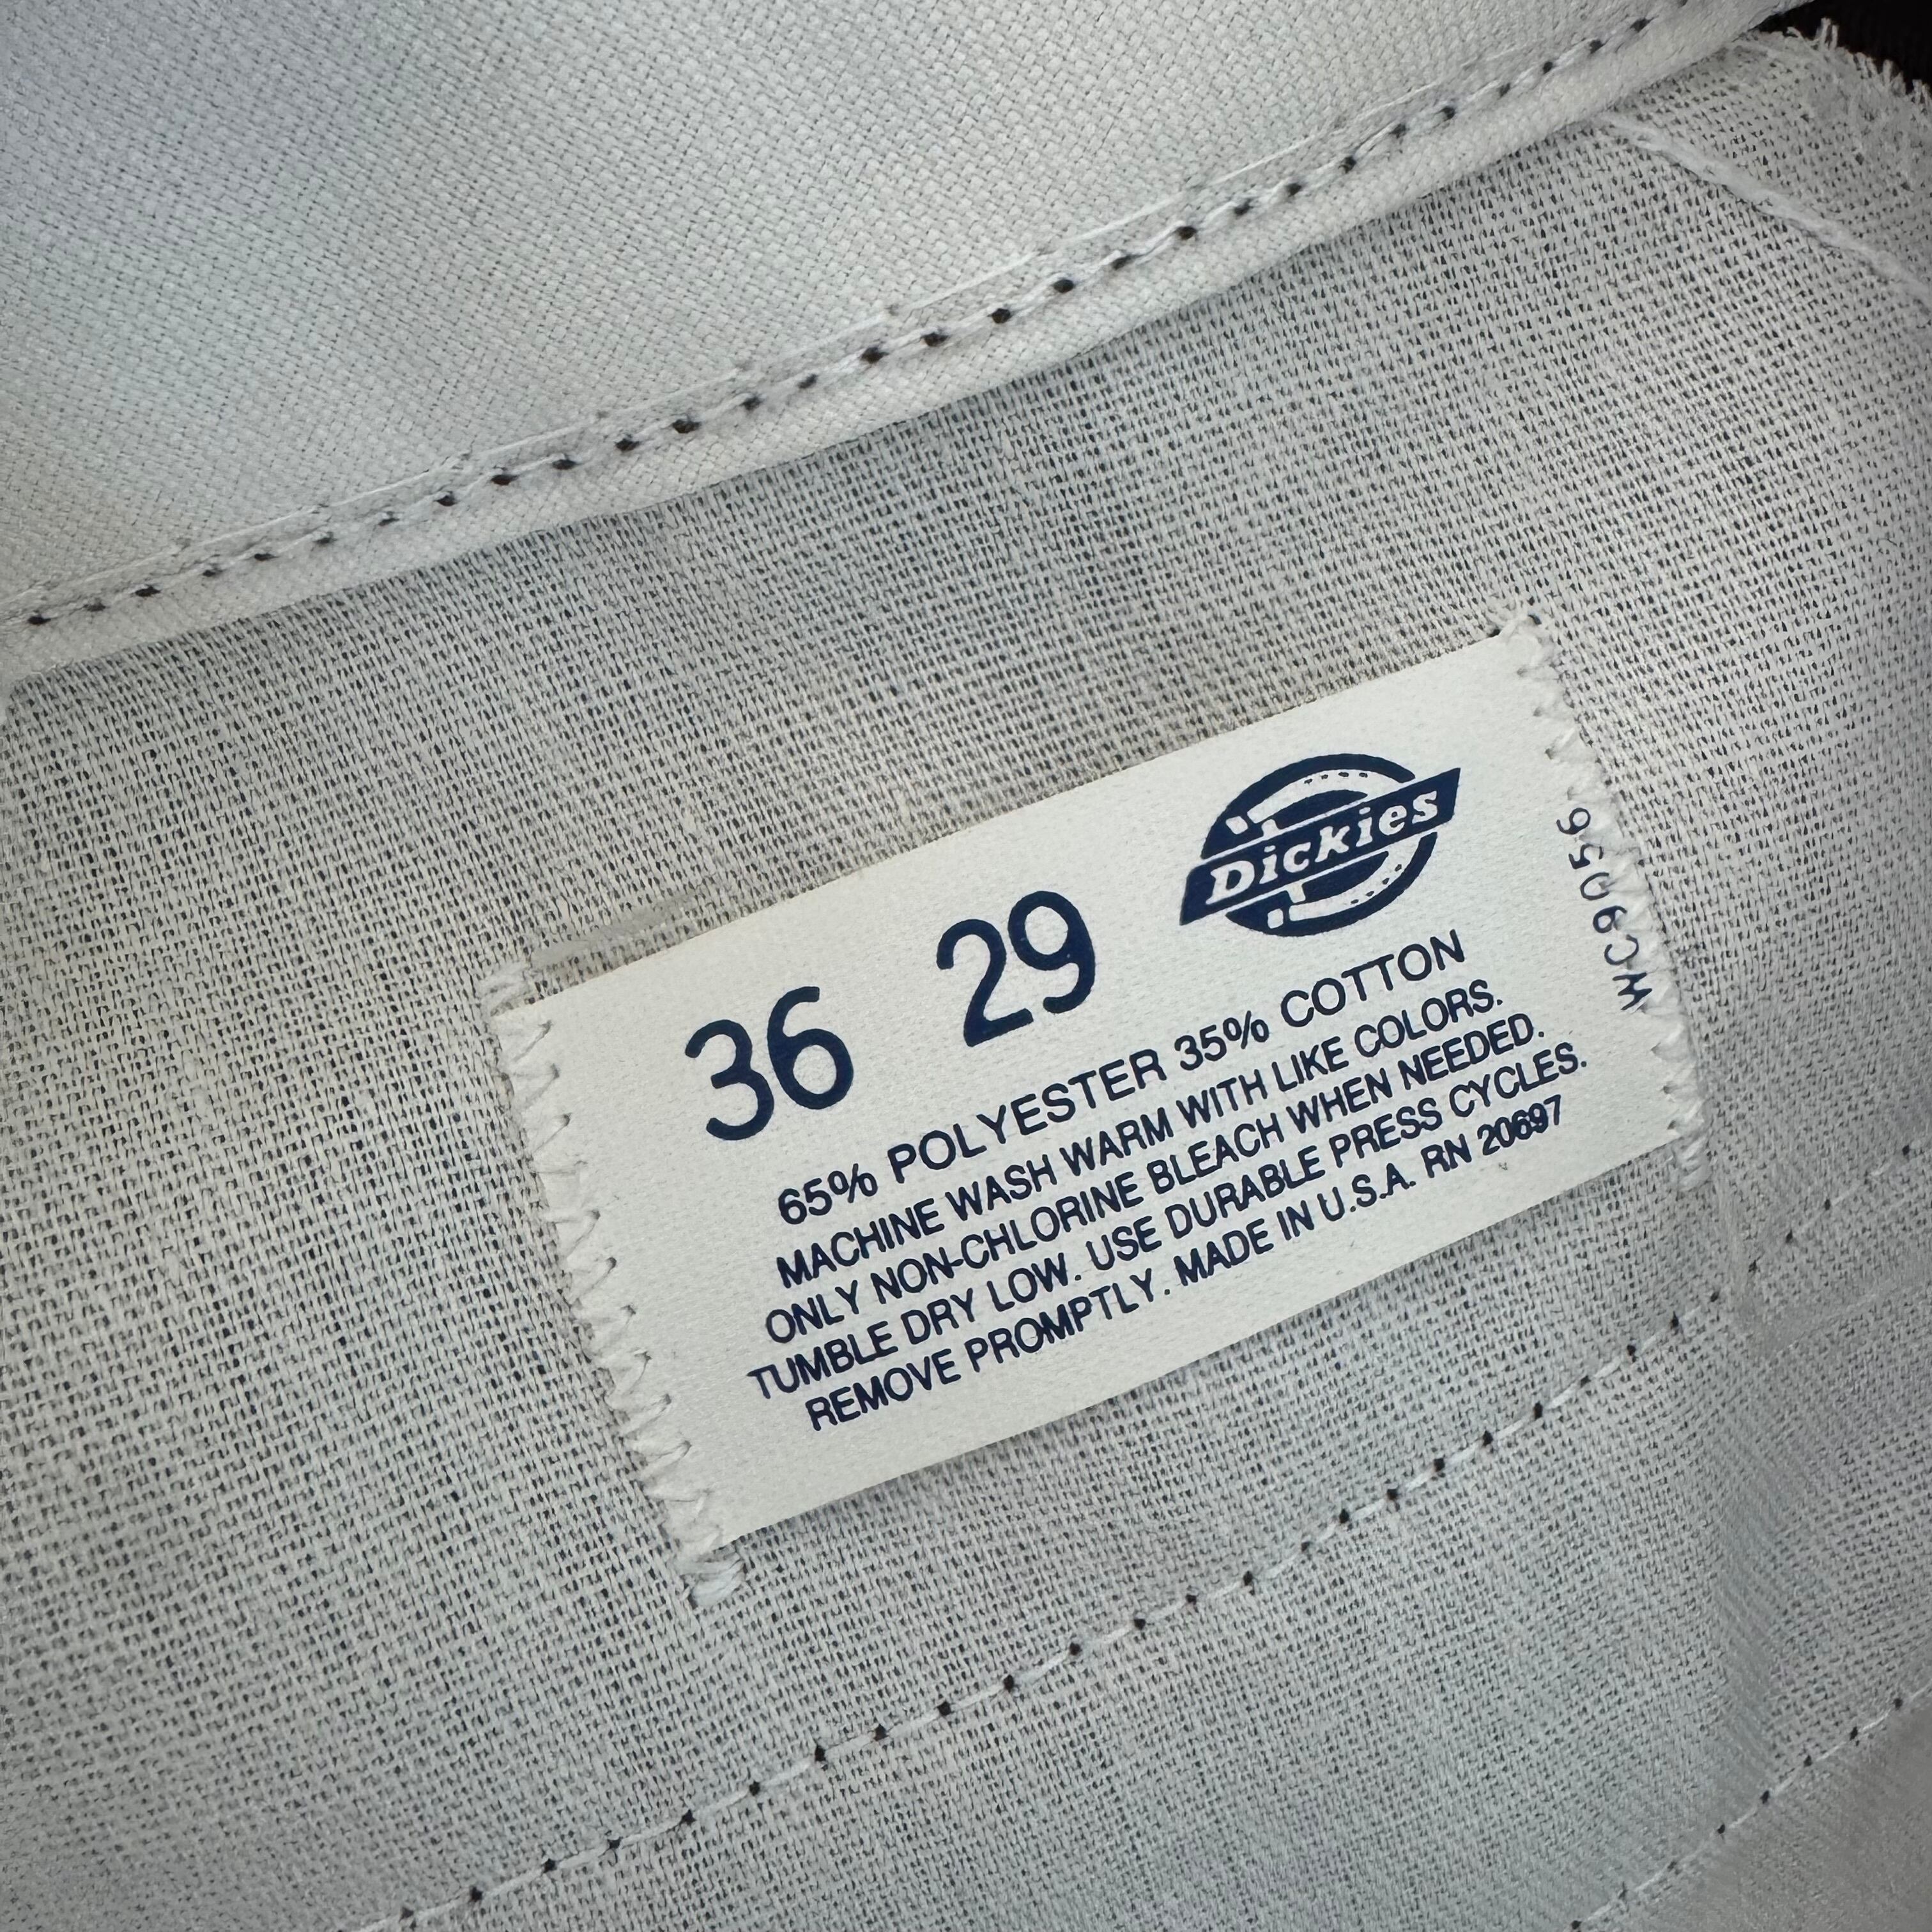 36 29 Dickies
65% POLYESTER 35% COTTON
MACHINE WASH WARM WITH LIKE COLORS.
ONLY NON-CHLORINE BLEACH WHEN NEEDED.
TUMBLE DRY LOW. USE DURABLE PRESS CYCLES.
REMOVE PROMPTLY. MADE IN U.S.A. RN 20697
WC9056